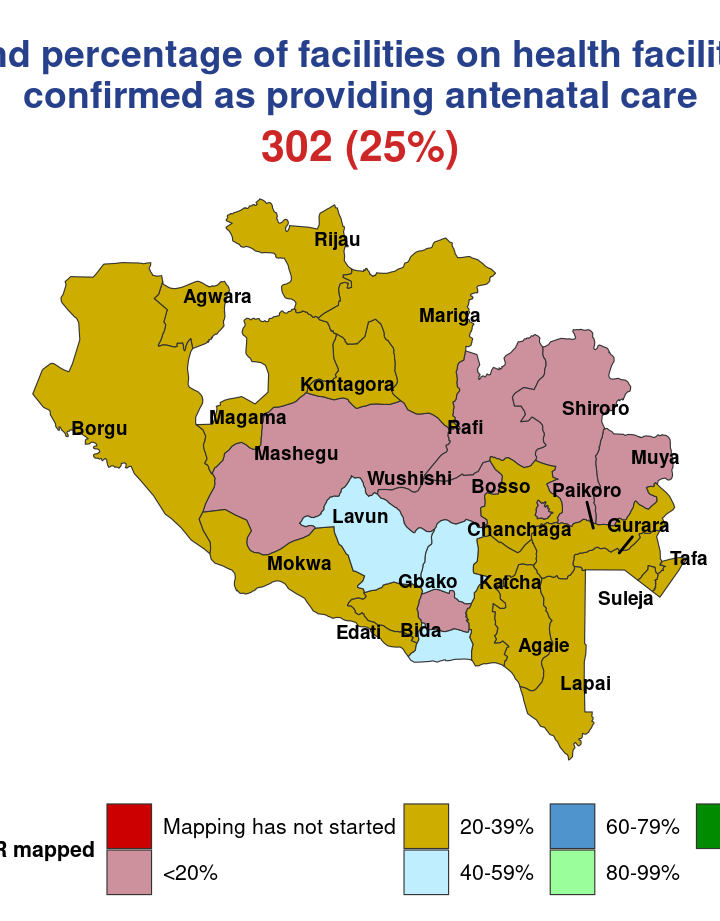 percentage of facilities on health
confirmed as providing antenatal care
302 (25%)
Rijau
Agwara
Mariga
Kontagora
Shiroro
Magama
Borgu
Rafi
Mashegu
Muya
Wushishi
Bosso
Paikoro
Lavun
Chanchaga
Gurara
Mokwa
Tafa
Gbako
Katcha
Suleja
Edati
Bida
Agaie
Lapai
mapped
Mapping has not started
20-39%
60-79%
<20%
40-59%
80-99%